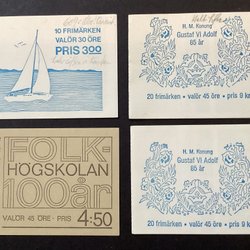 10 FRIMÄRKEN
VALÖR 30 ÖRE
PRIS 3.00
H. M. Konung
Gustaf VI Adolf
85 år
20 frimärken · valör 45 öre · pris 9 k
FOLK
HÖGSKOLAN
100 år
VALÖR 45 ÖRE · PRIS
4:50
H. M. Konung
Gustaf VI Adolf
85 år
20 frimärken · valör 45 öre · pris 9 k